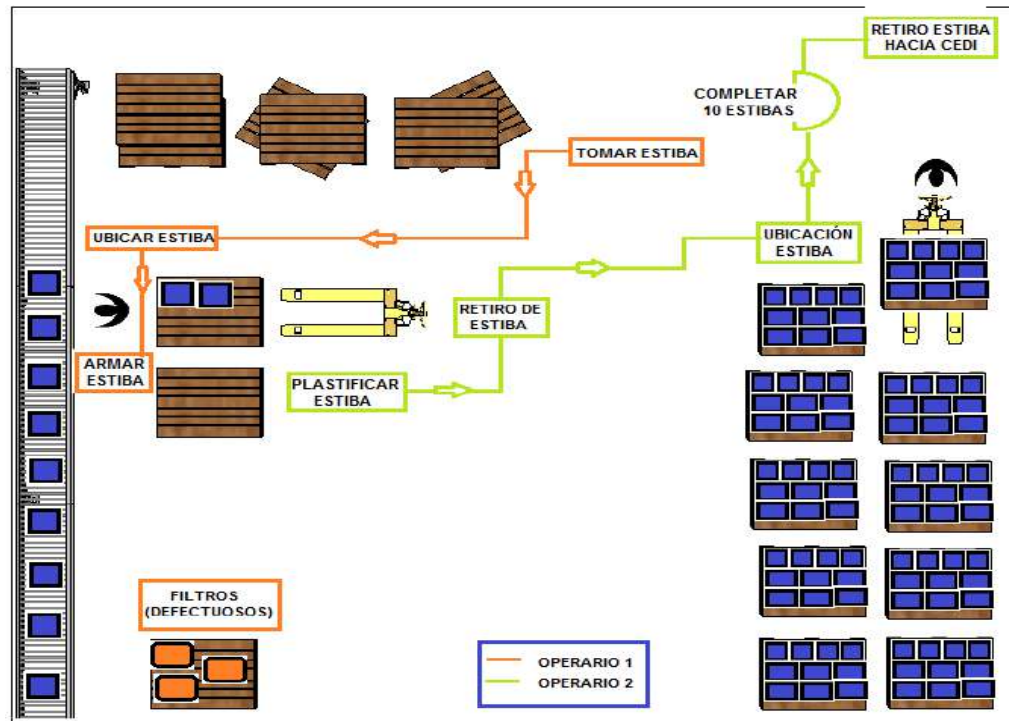 RETIRO ESTIBA
HACIA CEDI
COMPLETAR
10 ESTIBAS
TOMAR ESTIBA
UBICAR ESTIBA
UBICACIÓN
ESTIBA
RETIRO DE
ESTIBA
ARMAR
ESTIBA
PLASTIFICAR
ESTIBA
FILTROS
(DEFECTUOSOS)
OPERARIO 1
OPERARIO 2